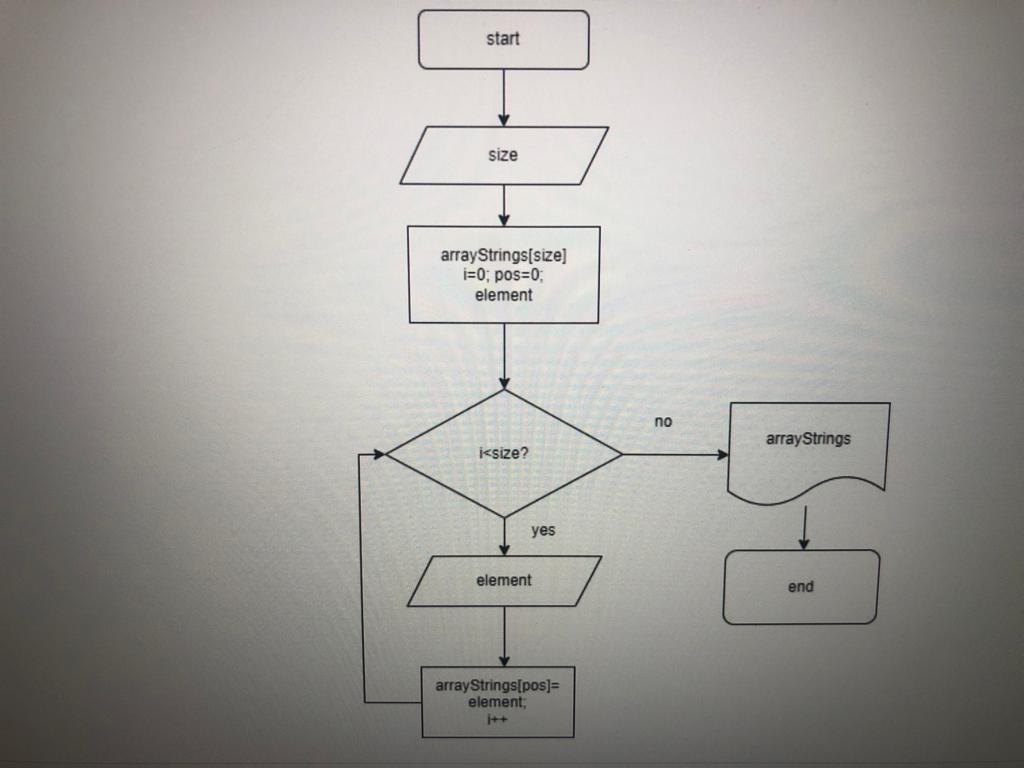 start
size
arrayStrings[size]
i=0; pos=0;
element
i<size?
no
arrayStrings
yes
element
end
arrayStrings[pos]=
element;
i++